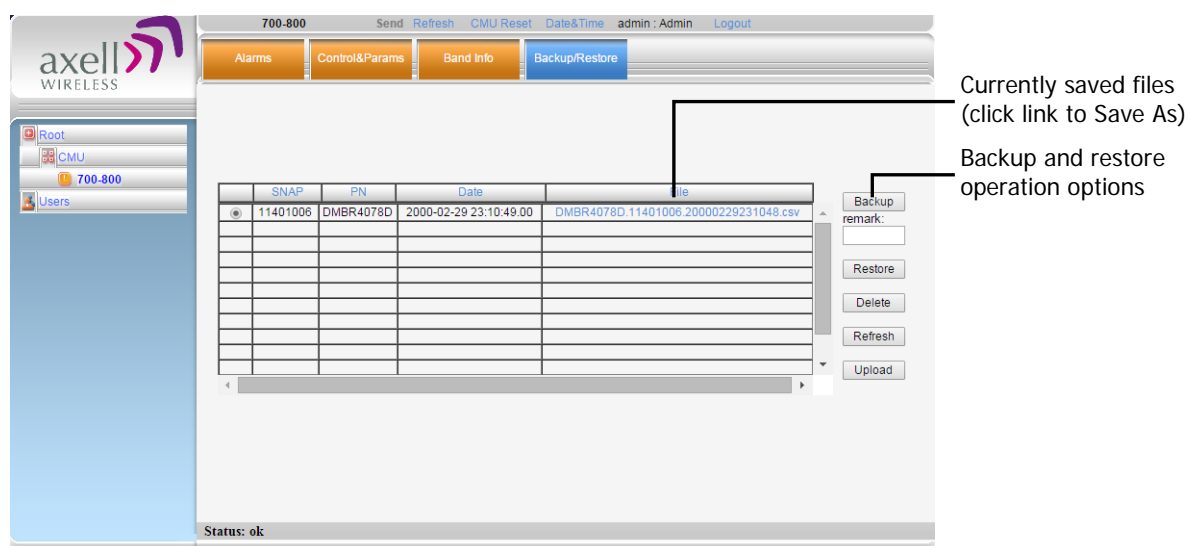 700-800 Send Refresh CMU Reset Date&Time admin : Admin Logout
axell
WIRELESS
Alarms Control&Params Band Info Backup/Restore
Currently saved files
(click link to Save As)
Backup and restore
operation options
Root
CMU
700-800
Users
SNAP PN Date File
11401006 DMBR4078D 2000-02-29 23:10:49.00 DMBR4078D.11401006.20000229231048.csv
Backup
remark:
Restore
Delete
Refresh
Upload
Status: ok